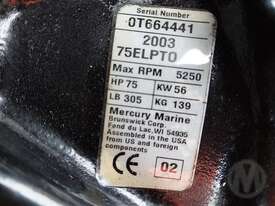 Serial Number
0T664441
2003
75ELPTO
Max RPM 5250
HP 75 KW 56
LB 305 KG 139
Mercury Marine
Brunswick Corp.
Fond du Lac, WI 54935
Assembled in the USA
from US and foreign
components
CE 02